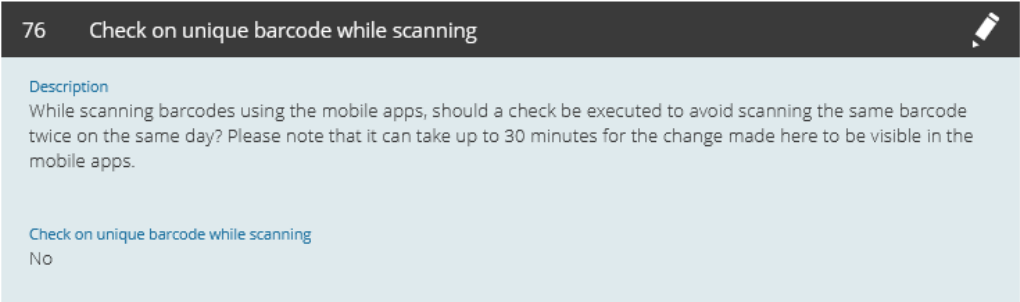 76 Check on unique barcode while scanning
Description
While scanning barcodes using the mobile apps, should a check be executed to avoid scanning the same barcode
twice on the same day? Please note that it can take up to 30 minutes for the change made here to be visible in the
mobile apps.
Check on unique barcode while scanning
No